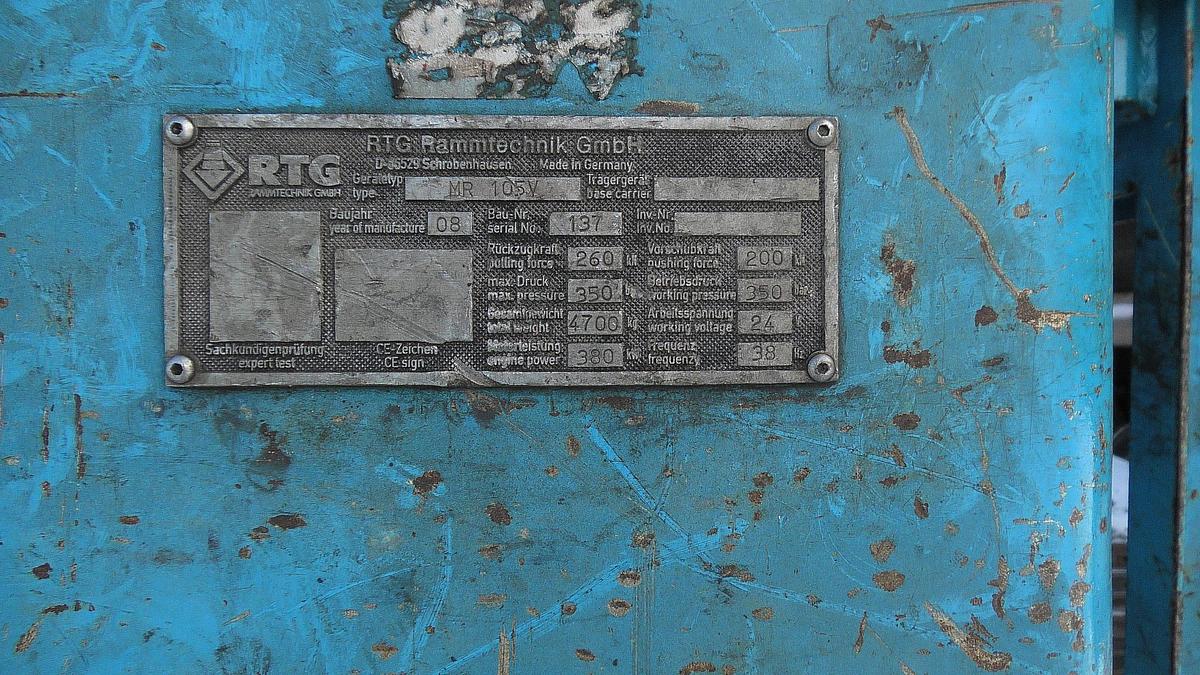 RTG Rammtechnik GmbH
D-86529 Schrobenhausen Made in Germany
RTG
RAMMTECHNIK GMBH
Gerätetyp
type
MR 105V
Trägergerät
base carrier
Baujahr
year of manufacture
08
Bau-Nr.
serial No.
137
Inv-Nr
Inv.No.
Rückzugkraft
pulling force
260
Vorschubkraft
pushing force
200
max. Druck
max. pressure
350
Betriebsdruck
working pressure
350
Gesamtgewicht
total weight
4700 kg
Arbeitsspannung
working voltage
24
Motorleistung
engine power
380 kW
Frequenz
frequency
38
Sachkundigenprüfung
expert test
CE-Zeichen
CE sign